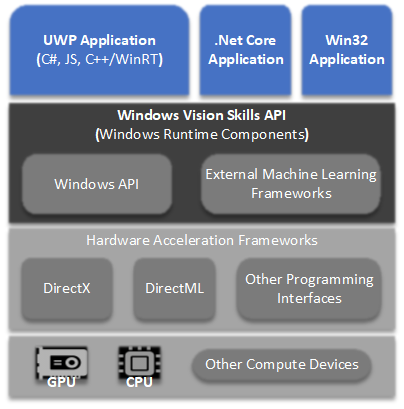 UWP Application
(C#, JS, C++/WinRT)
.Net Core
Application
Win32
Application
Windows Vision Skills API
(Windows Runtime Components)
Windows API
External Machine Learning
Frameworks
Hardware Acceleration Frameworks
DirectX
DirectML
Other Programming
Interfaces
GPU
CPU
Other Compute Devices